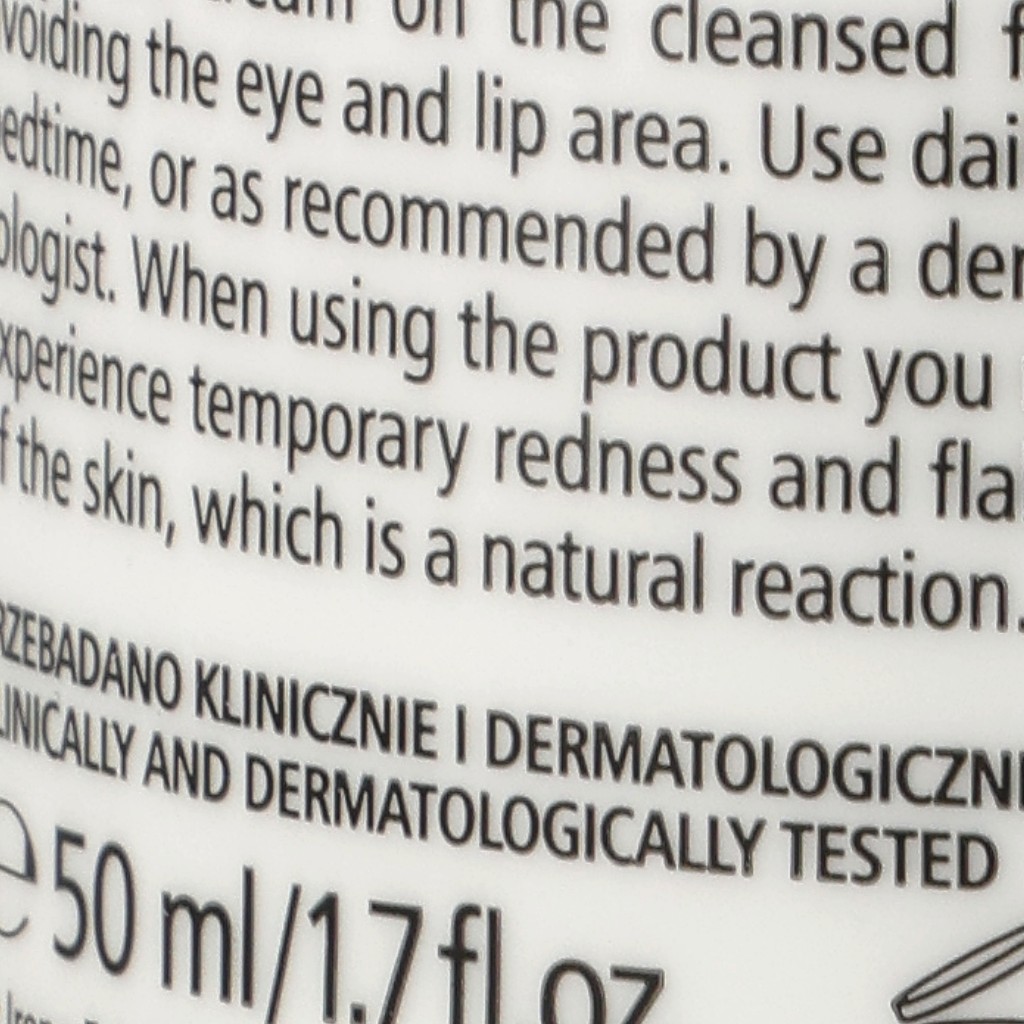 on the cleansed
voiding the eye and lip area. Use dai
edtime, or as recommended by a der
ologist. When using the product you
xperience temporary redness and fla
f the skin, which is a natural reaction.
RZEBADANO KLINICZNIE I DERMATOLOGICZNI
LINICALLY AND DERMATOLOGICALLY TESTED
e 50 ml/1.7 fl oz